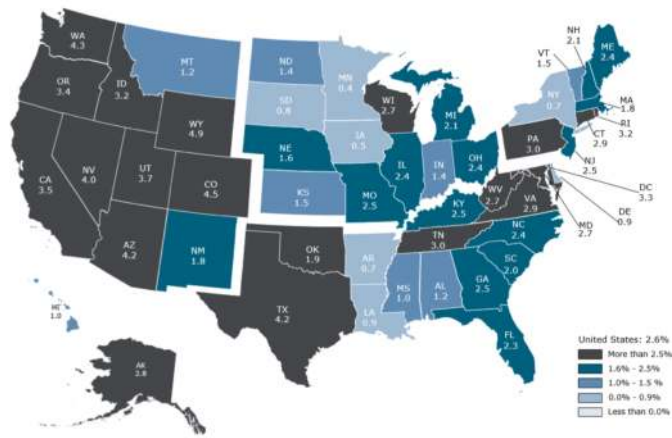 WA
4.3
OR
3.4
CA
3.5
NV
4.0
ID
3.2
MT
1.2
WY
4.9
UT
3.7
CO
4.5
AZ
4.2
NM
1.8
ND
1.4
SD
0.8
NE
1.6
KS
1.5
OK
1.9
TX
4.2
MN
0.4
IA
0.5
MO
2.5
AR
0.7
LA
0.9
WI
2.7
IL
2.4
MI
2.1
IN
1.4
OH
2.4
KY
2.5
TN
3.0
MS
1.0
AL
1.2
GA
2.5
FL
2.3
SC
2.0
NC
2.4
VA
2.9
WV
2.7
PA
3.0
NY
0.7
VT
1.5
NH
2.1
ME
2.4
MA
1.8
RI
3.2
CT
2.9
NJ
2.5
DC
3.3
DE
0.9
MD
2.7
HI
1.0
AK
2.8
United States: 2.6%
More than 2.5%
1.6% - 2.5%
1.0% - 1.5 %
0.0% - 0.9%
Less than 0.0%